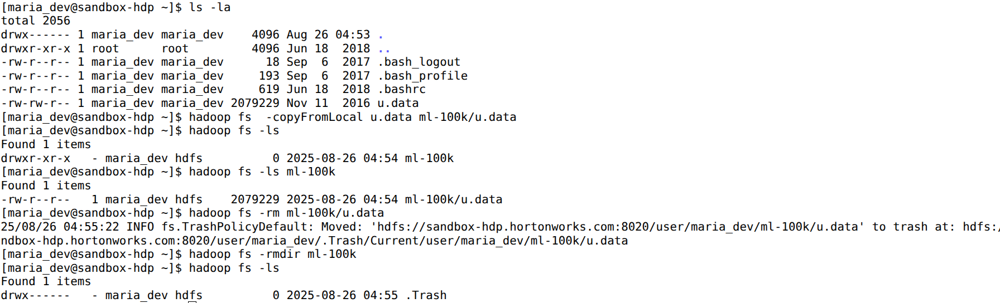 [maria_dev@sandbox-hdp ~]$ ls -la
total 2056
drwx------ 1 maria_dev maria_dev    4096 Aug 26 04:53 .
drwxr-xr-x 1 root      root         4096 Jun 18  2018 ..
-rw-r--r-- 1 maria_dev maria_dev      18 Sep  6  2017 .bash_logout
-rw-r--r-- 1 maria_dev maria_dev     193 Sep  6  2017 .bash_profile
-rw-r--r-- 1 maria_dev maria_dev     619 Jun 18  2018 .bashrc
-rw-rw-r-- 1 maria_dev maria_dev 2079229 Nov 11  2016 u.data
[maria_dev@sandbox-hdp ~]$ hadoop fs  -copyFromLocal u.data ml-100k/u.data
[maria_dev@sandbox-hdp ~]$ hadoop fs -ls
Found 1 items
drwxr-xr-x   - maria_dev hdfs          0 2025-08-26 04:54 ml-100k
[maria_dev@sandbox-hdp ~]$ hadoop fs -ls ml-100k
Found 1 items
-rw-r--r--   1 maria_dev hdfs    2079229 2025-08-26 04:54 ml-100k/u.data
[maria_dev@sandbox-hdp ~]$ hadoop fs -rm ml-100k/u.data
25/08/26 04:55:22 INFO fs.TrashPolicyDefault: Moved: 'hdfs://sandbox-hdp.hortonworks.com:8020/user/maria_dev/ml-100k/u.data' to trash at: hdfs:/
ndbox-hdp.hortonworks.com:8020/user/maria_dev/.Trash/Current/user/maria_dev/ml-100k/u.data
[maria_dev@sandbox-hdp ~]$ hadoop fs -rmdir ml-100k
[maria_dev@sandbox-hdp ~]$ hadoop fs -ls
Found 1 items
drwx------   - maria_dev hdfs          0 2025-08-26 04:55 .Trash